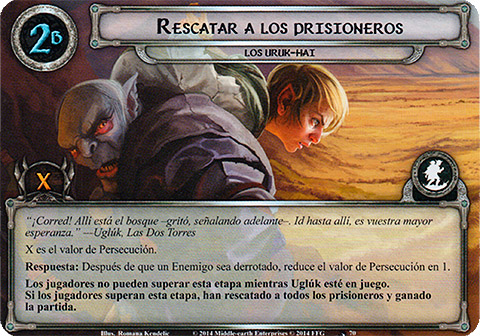 2B
RESCATAR A LOS PRISIONEROS
LOS URUK-HAI
X
“¡Corred! Allí está el bosque –gritó, señalando adelante–. Id hasta allí, es vuestra mayor
esperanza.” —Uglúk, Las Dos Torres
X es el valor de Persecución.
Respuesta: Después de que un Enemigo sea derrotado, reduce el valor de Persecución en 1.
Los jugadores no pueden superar esta etapa mientras Uglúk esté en juego.
Si los jugadores superan esta etapa, han rescatado a todos los prisioneros y ganado
la partida.
Illus. Romana Kendelic © 2014 Middle-earth Enterprises © 2014 FFG 70